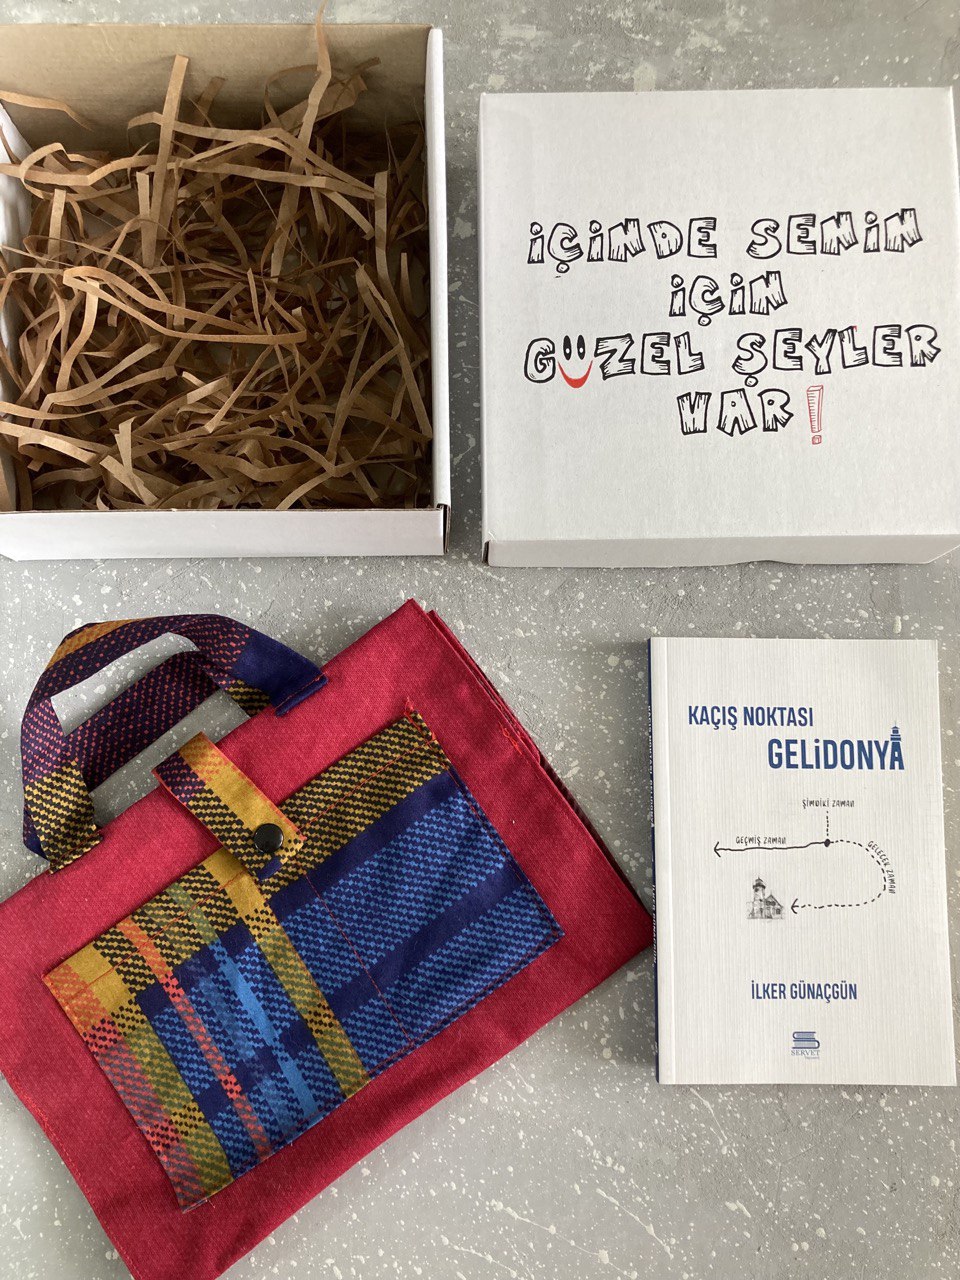 İÇİNDE SENİN
İÇİN
GÜZEL ŞEYLER
VAR!
KAÇIŞ NOKTASI
GELİDONYA
ŞİMDİKİ ZAMAN
GEÇMİŞ ZAMAN
GELECEK ZAMAN
İLKER GÜNAÇGÜN
SERVET